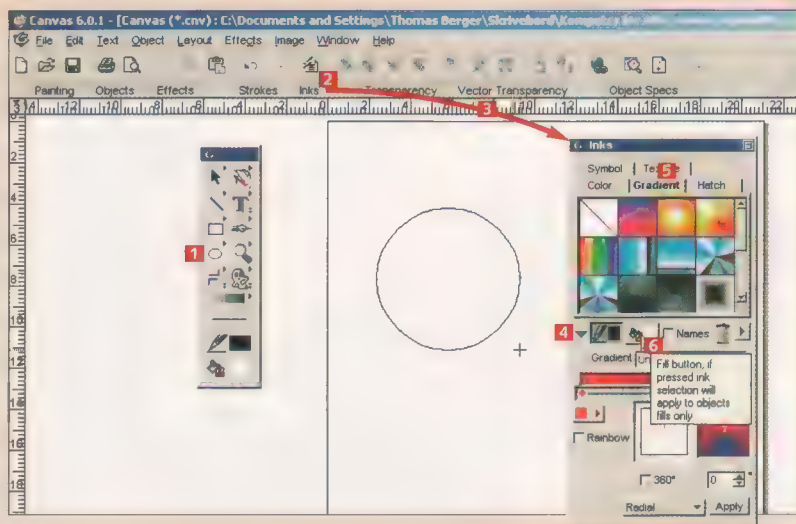 Canvas 6.0.1 - [Canvas (*.cnv) : C:\Documents and Settings\Thomas Berger\Skrivebord\
File Edit Text Object Layout Effects Image Window Help
Painting Objects Effects Strokes Inks Transparency Vector Transparency Object Specs
2
3
Inks
Symbol
5
Color Gradient Hatch
1
4
Names
6
Gradient
Fill button, if
pressed ink
selection will
apply to objects
fills only
Rainbow
7
360°
0 °
Radial Apply